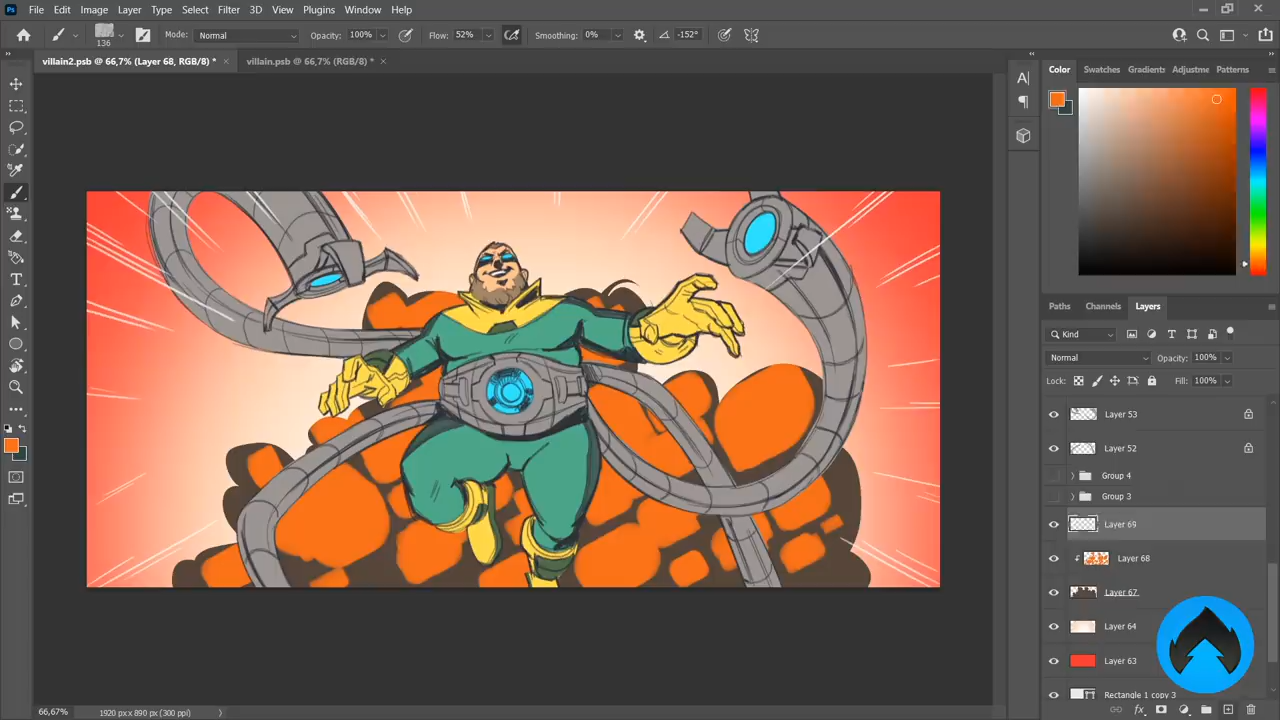 Ps File Edit Image Layer Type Select Filter 3D View Plugins Window Help
136 Mode: Normal Opacity: 100% Flow: 52% Smoothing: 0% -152°
villain2.psb @ 66,7% (Layer 68, RGB/8) * × villain.psb @ 66,7% (RGB/8) * ×
Color Swatches Gradients Adjustme Patterns
Paths Channels Layers
Kind
Normal Opacity: 100%
Lock: Fill: 100%
Layer 53
Layer 52
Group 4
Group 3
Layer 69
Layer 68
Layer 67
Layer 64
Layer 63
Rectangle 1 copy 3
66,67% 1920 px x 890 px (300 ppi)